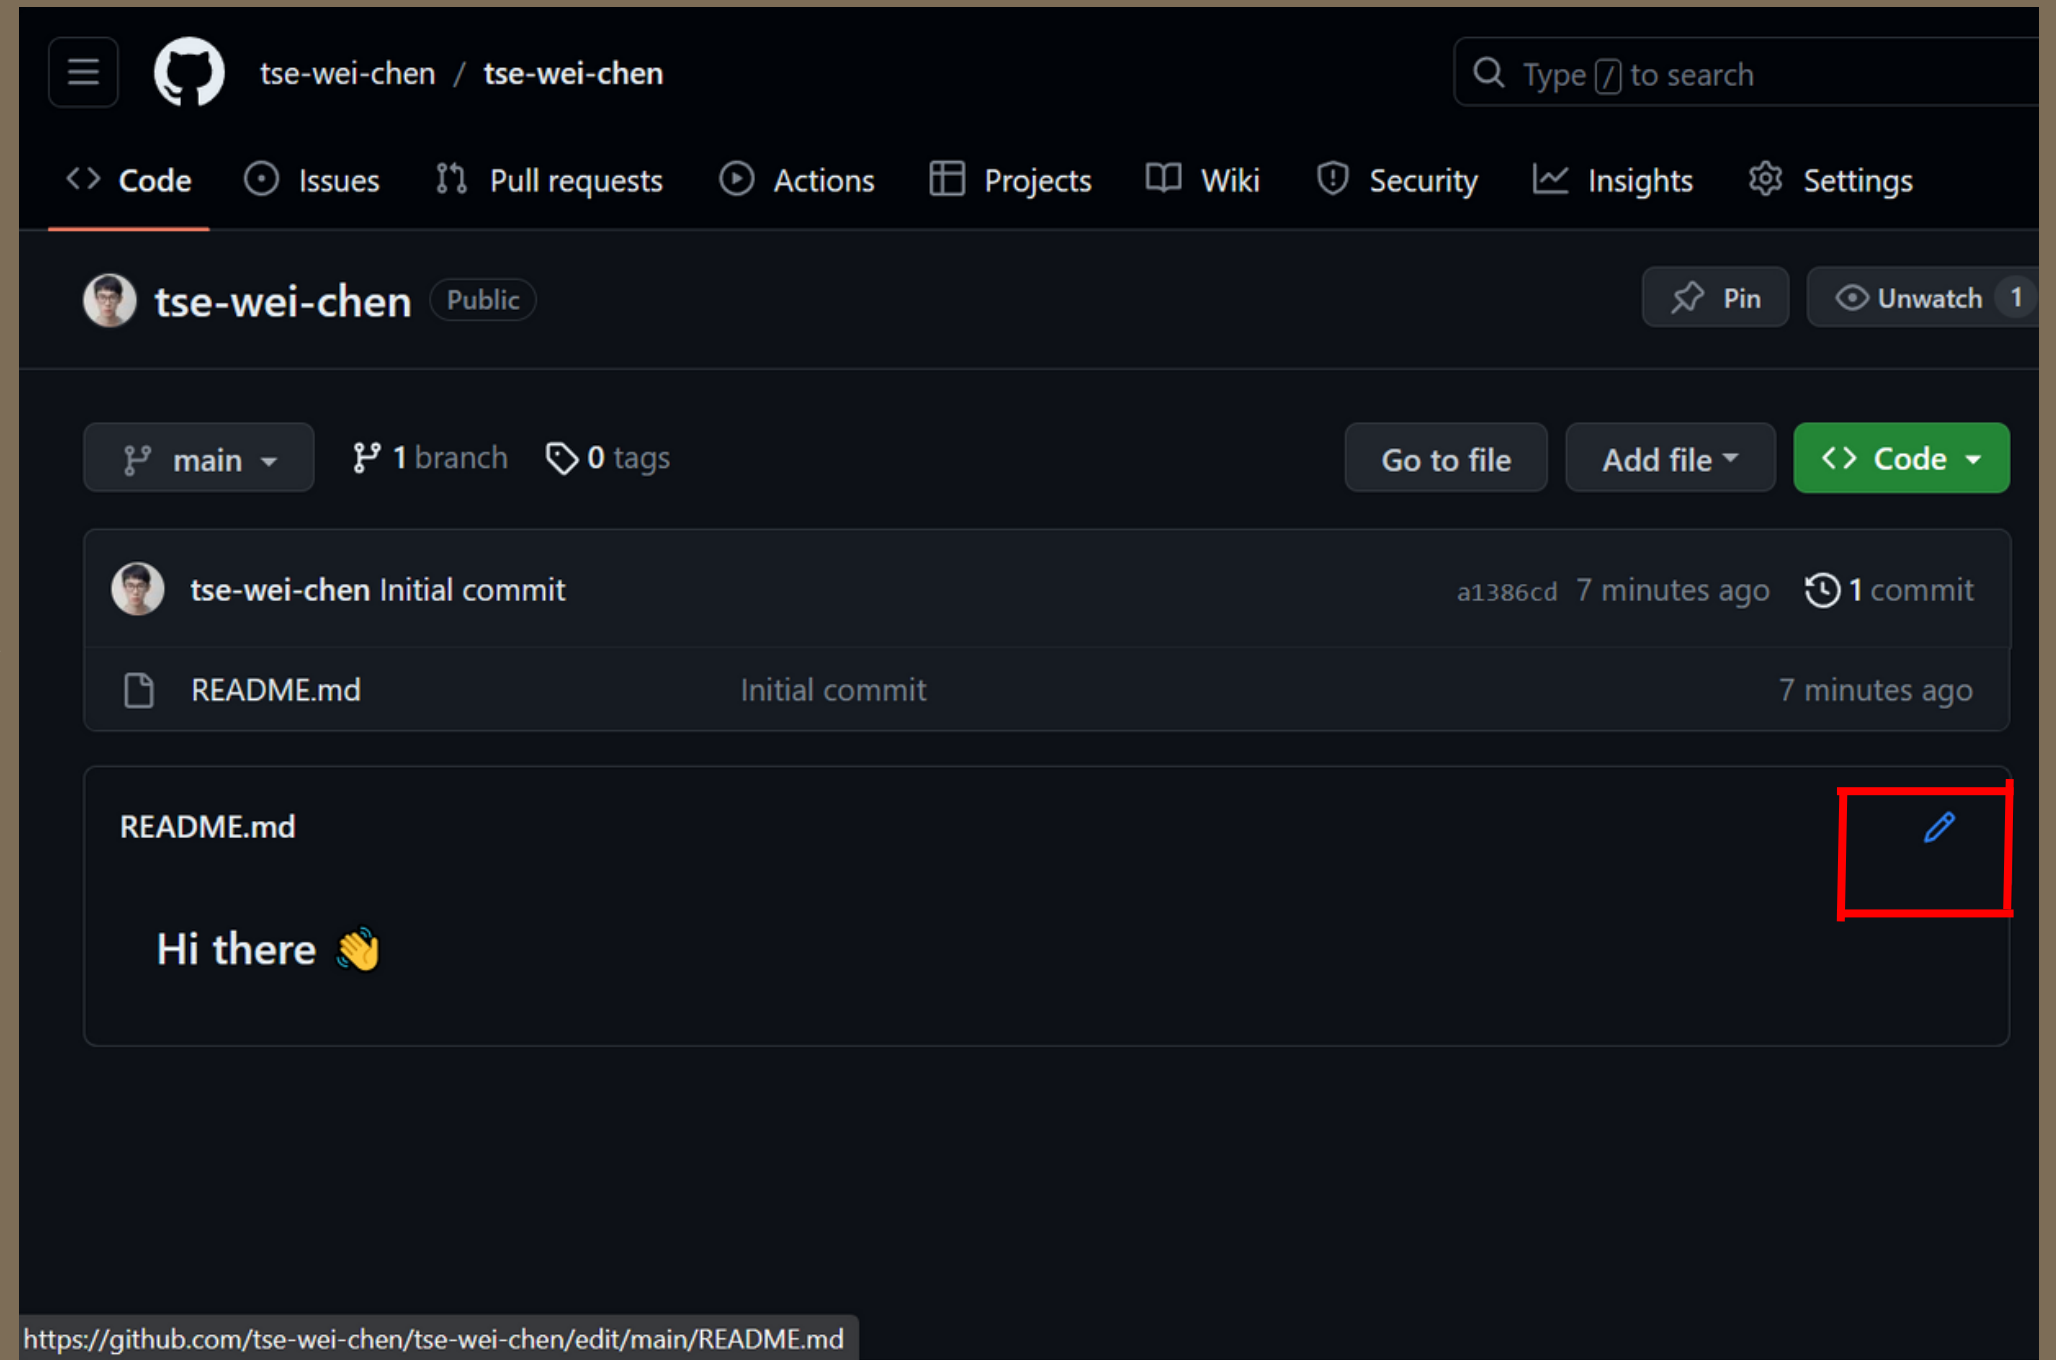 tse-wei-chen / tse-wei-chen
Type / to search
Code Issues Pull requests Actions Projects Wiki Security Insights Settings
tse-wei-chen Public
Pin Unwatch 1
main 1 branch 0 tags
Go to file Add file Code
tse-wei-chen Initial commit a1386cd 7 minutes ago 1 commit
README.md Initial commit 7 minutes ago
README.md
Hi there 👋
https://github.com/tse-wei-chen/tse-wei-chen/edit/main/README.md